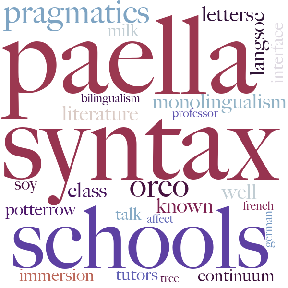 pragmatics
letters
milk
paella
langsoc
interface
bilingualism
monolingualism
literature
professor
syntax
soy
class
orco
well
potterrow
talk
known
french
affect
schools
german
immersion
tutors
tree
continuum